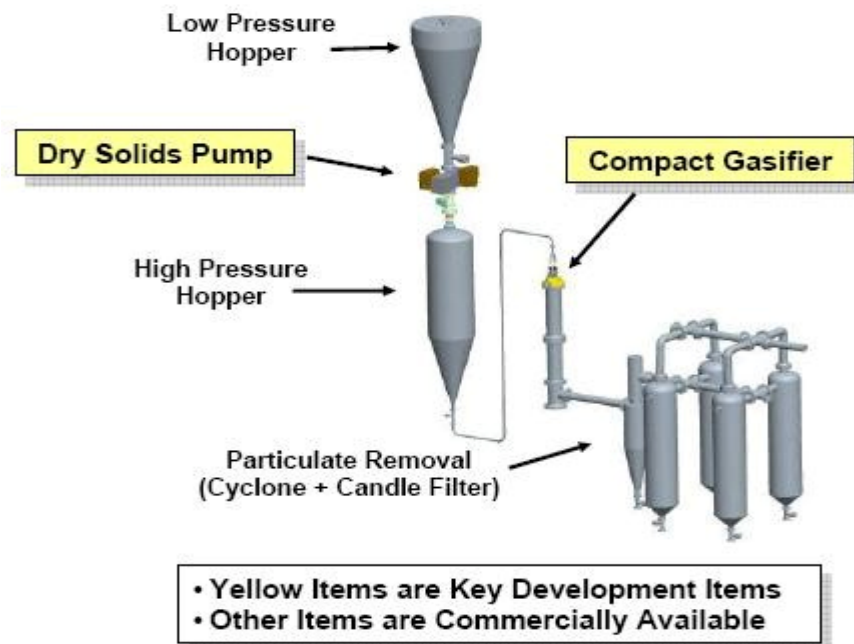 Low Pressure
Hopper
Dry Solids Pump
Compact Gasifier
High Pressure
Hopper
Particulate Removal
(Cyclone + Candle Filter)
• Yellow Items are Key Development Items
• Other Items are Commercially Available